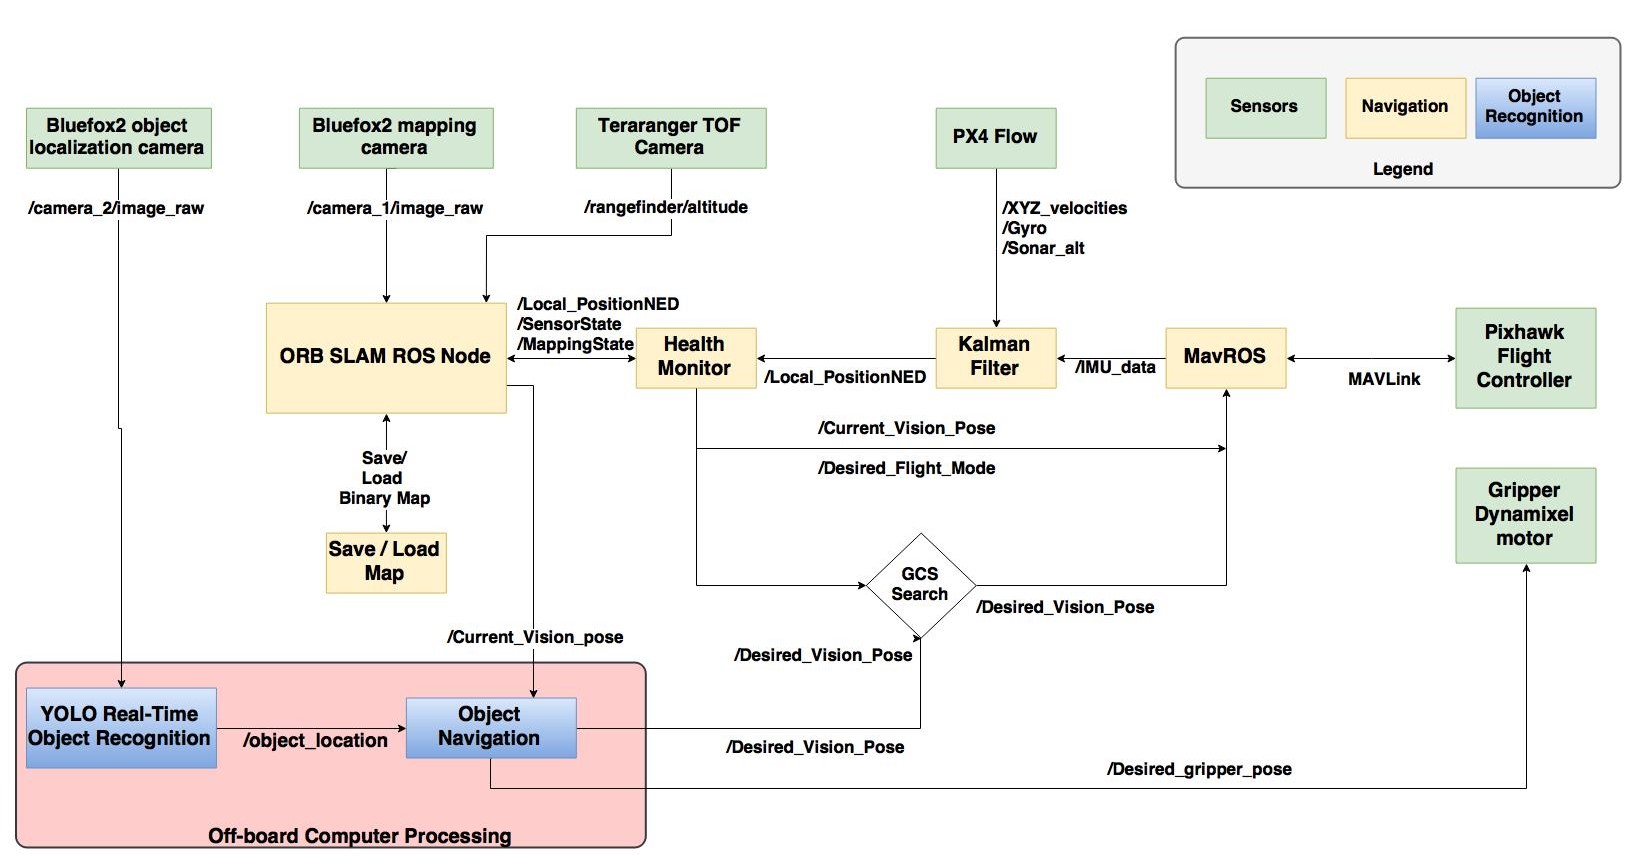 Sensors
Navigation
Object
Recognition
Legend
Bluefox2 object
localization camera
Bluefox2 mapping
camera
Teraranger TOF
Camera
PX4 Flow
/camera_2/image_raw
/camera_1/image_raw
/rangefinder/altitude
/XYZ_velocities
/Gyro
/Sonar_alt
/Local_PositionNED
/SensorState
/MappingState
ORB SLAM ROS Node
Health
Monitor
/Local_PositionNED
Kalman
Filter
/IMU_data
MavROS
MAVLink
Pixhawk
Flight
Controller
/Current_Vision_Pose
/Desired_Flight_Mode
Save/
Load
Binary Map
Save / Load
Map
GCS
Search
/Desired_Vision_Pose
Gripper
Dynamixel
motor
/Current_Vision_pose
/Desired_Vision_Pose
YOLO Real-Time
Object Recognition
/object_location
Object
Navigation
/Desired_Vision_Pose
/Desired_gripper_pose
Off-board Computer Processing